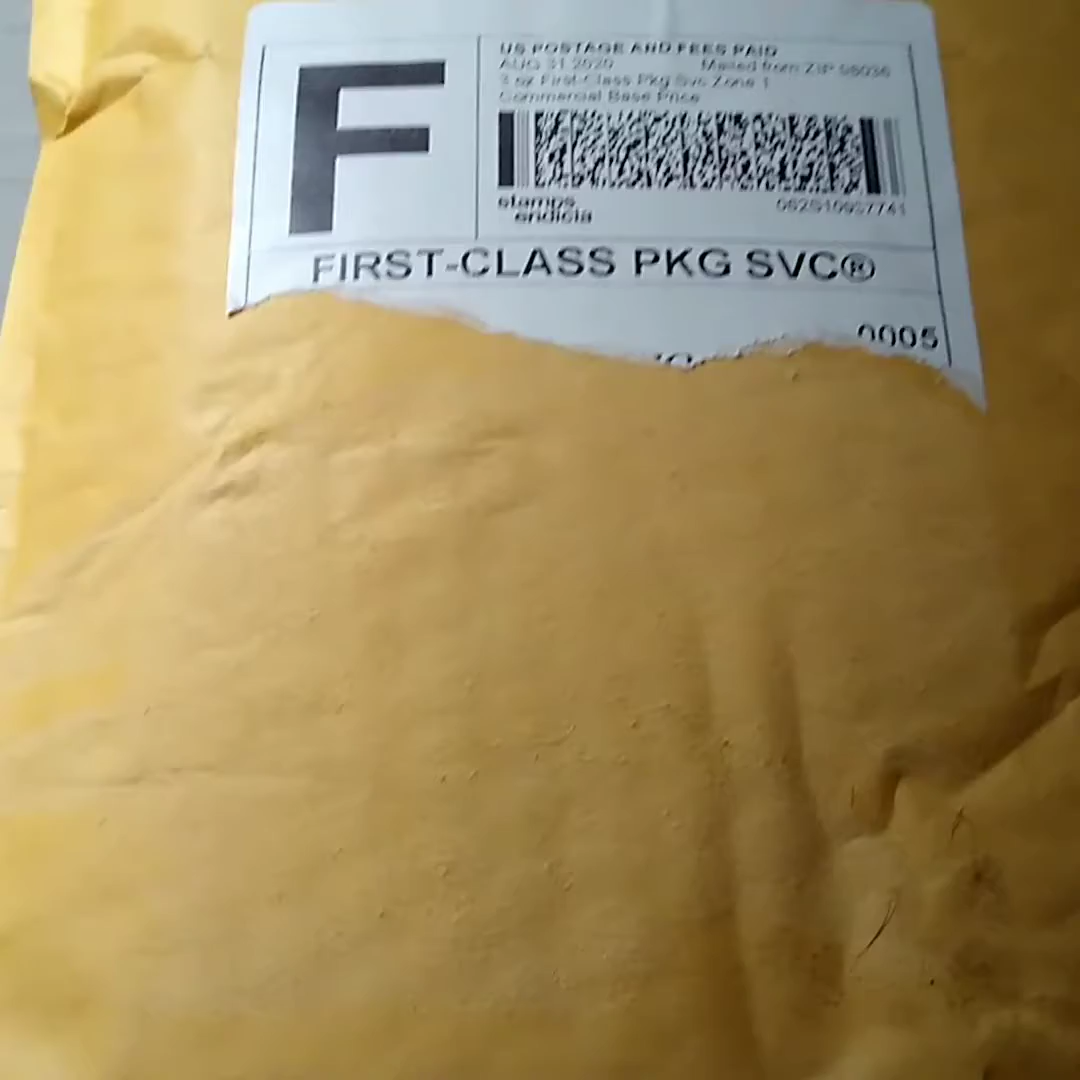 F
US POSTAGE AND FEES PAID
AUG 31 2020
Mailed from ZIP 98036
3 oz First-Class Pkg Svc Zone 1
Commercial Base Price
stamps
endicia
FIRST-CLASS PKG SVC®
0005